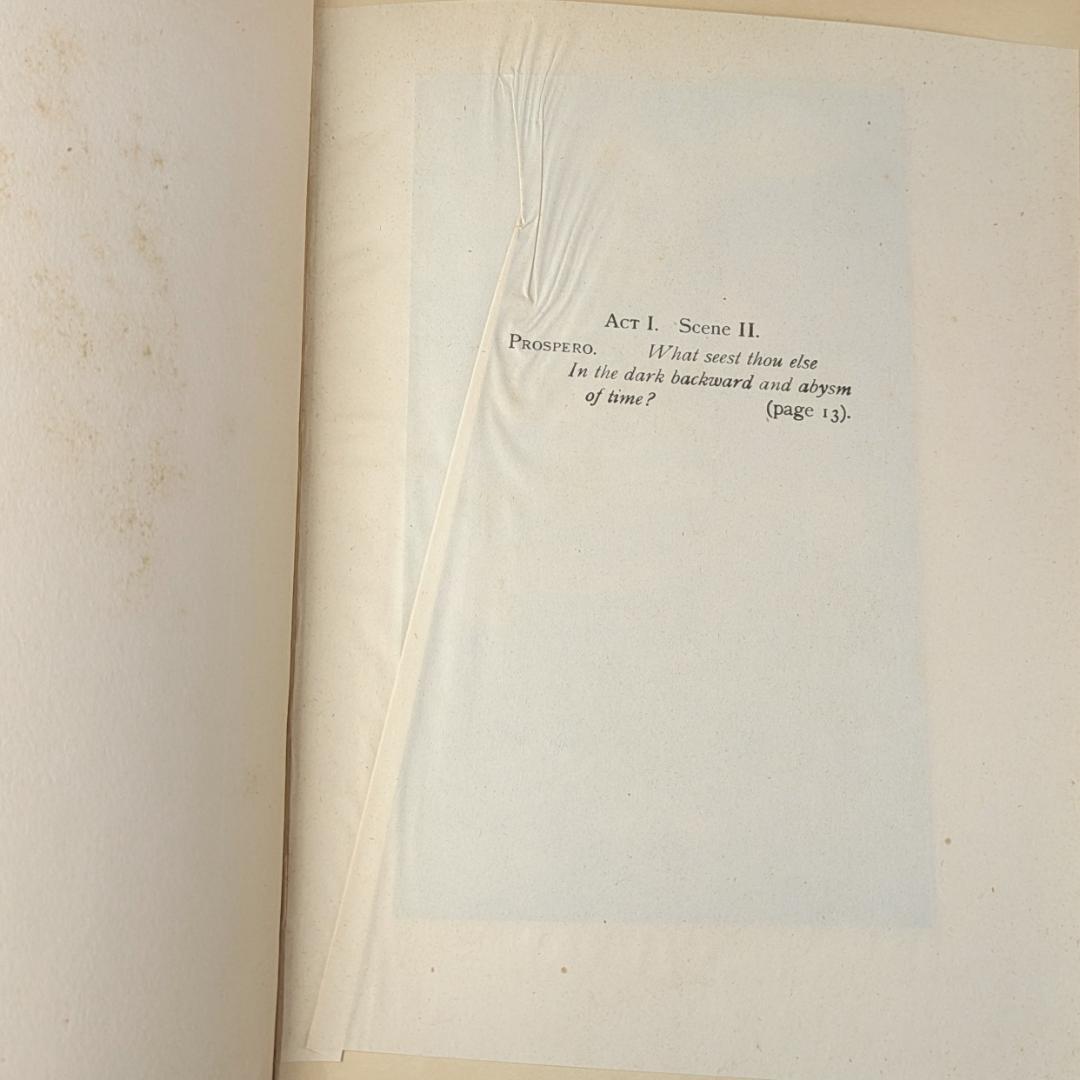 ACT I. Scene II.
PROSPERO. What seest thou else
In the dark backward and abysm
of time? (page 13).